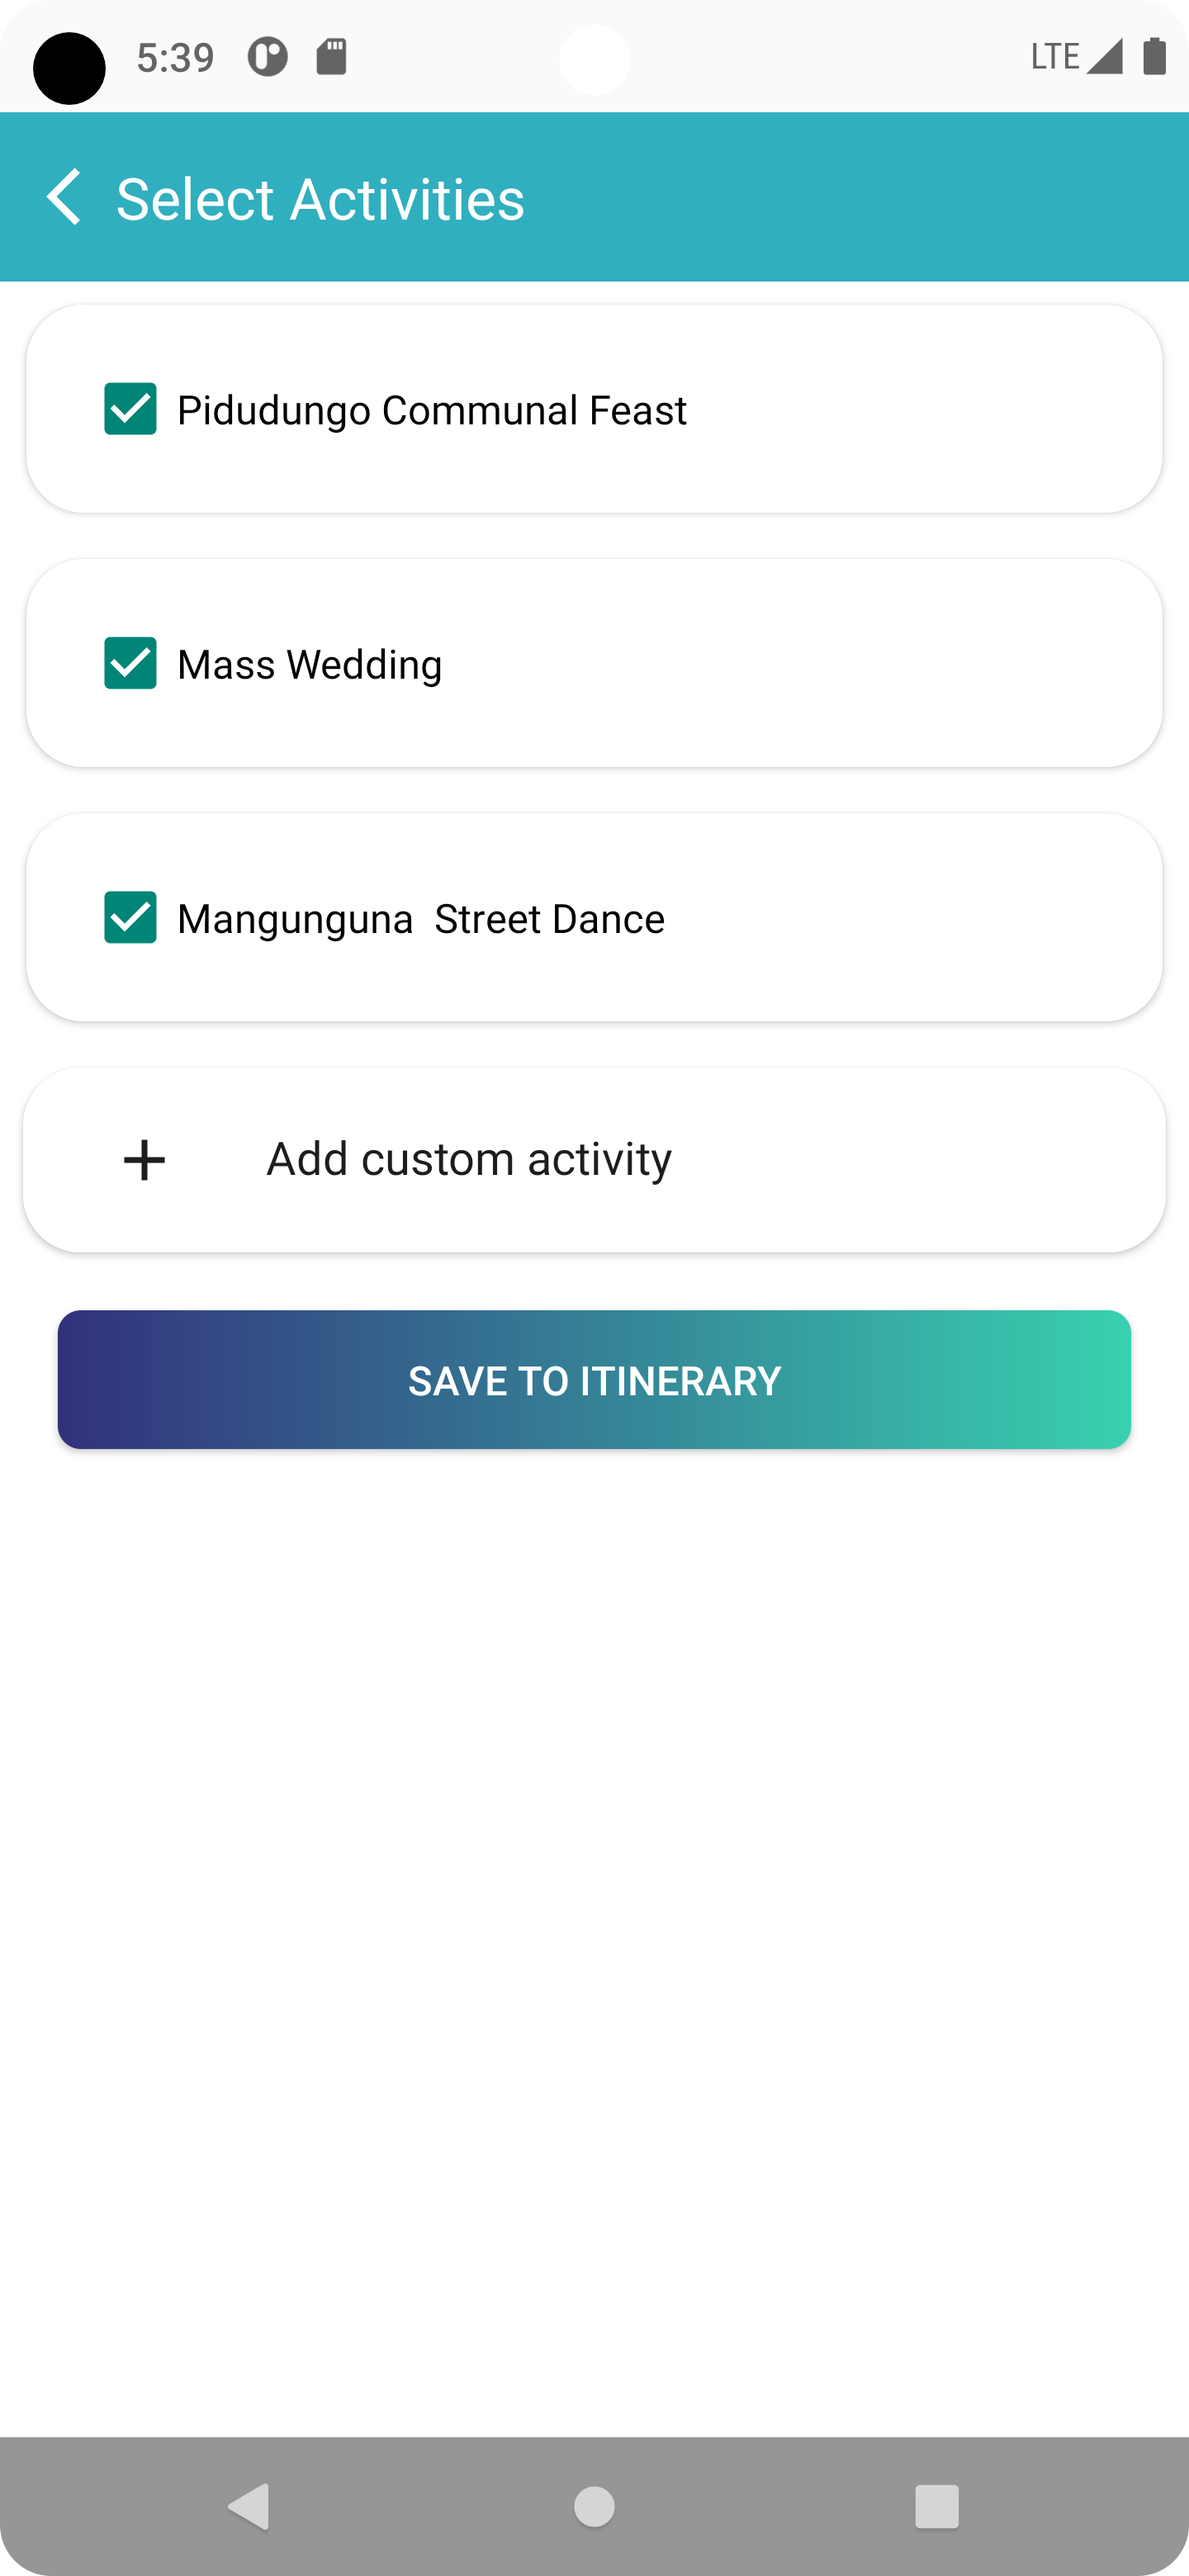 5:39
LTE
Select Activities
Pidudungo Communal Feast
Mass Wedding
Mangunguna  Street Dance
Add custom activity
SAVE TO ITINERARY